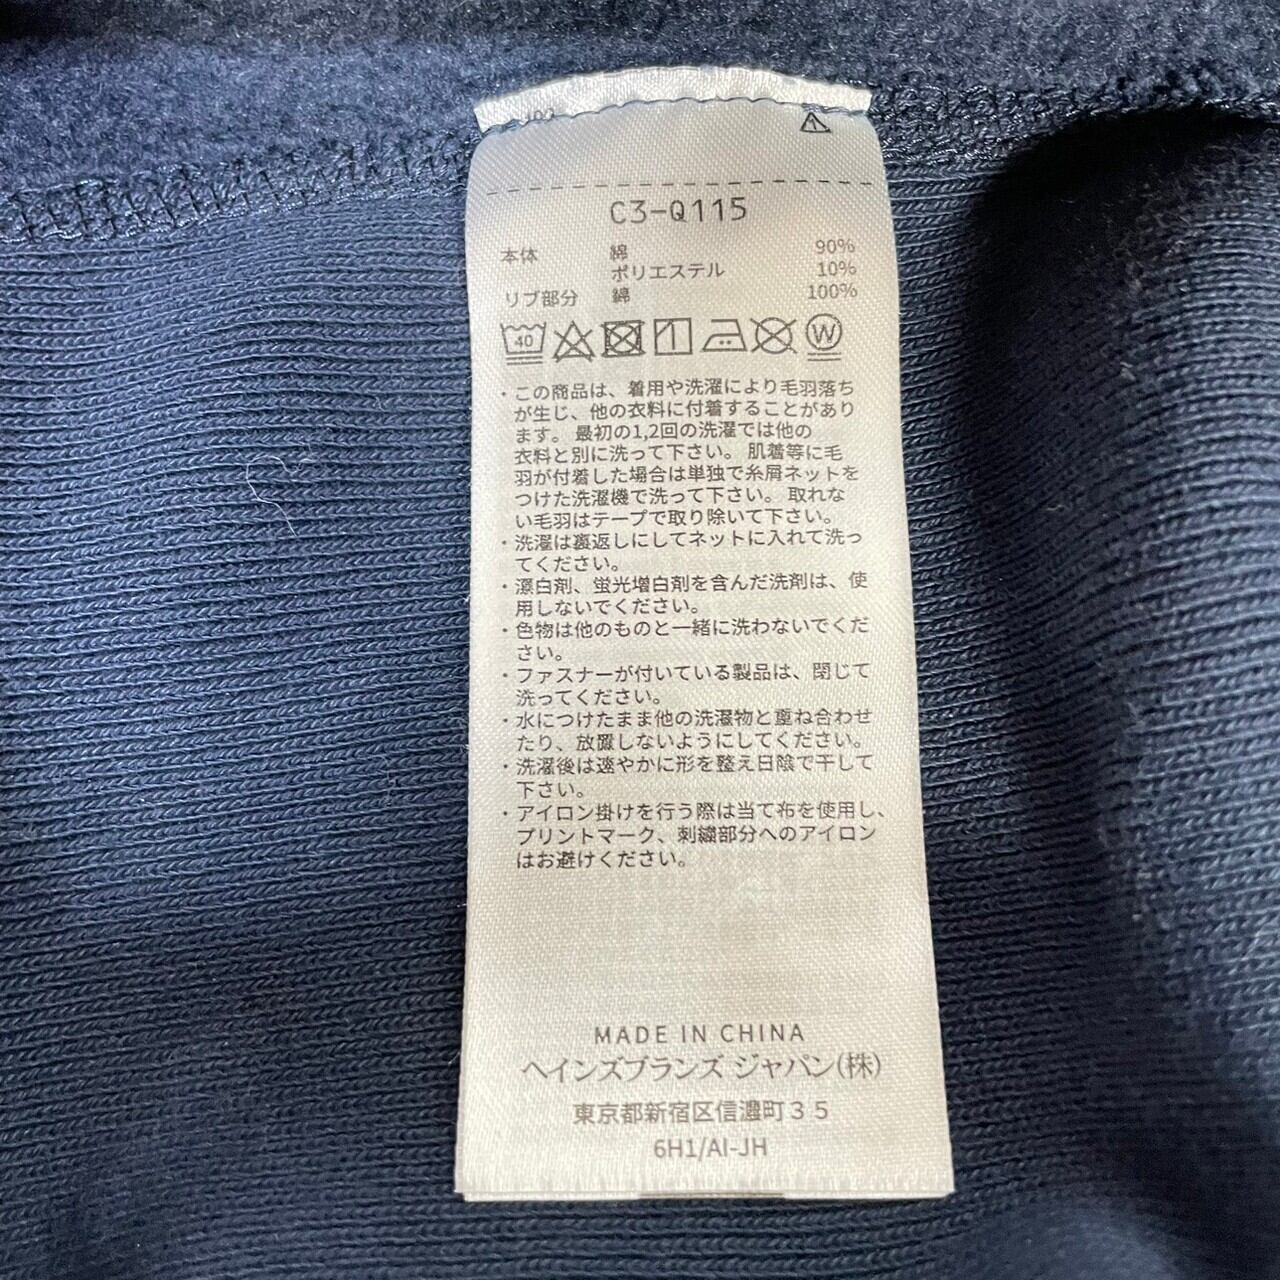 C3-Q115
本体 綿 90%
ポリエステル 10%
リブ部分 綿 100%
40 W
・この商品は、着用や洗濯により毛羽落ち
が生じ、他の衣料に付着することがあり
ます。 最初の1,2回の洗濯では他の
衣料と別に洗って下さい。 肌着等に毛
羽が付着した場合は単独で糸屑ネットを
つけた洗濯機で洗って下さい。 取れな
い毛羽はテープで取り除いて下さい。
・洗濯は裏返しにしてネットに入れて洗っ
てください。
・漂白剤、蛍光増白剤を含んだ洗剤は、使
用しないでください。
・色物は他のものと一緒に洗わないでくだ
さい。
・ファスナーが付いている製品は、閉じて
洗ってください。
・水につけたまま他の洗濯物と重ね合わせ
たり、放置しないようにしてください。
・洗濯後は速やかに形を整え日陰で干して
下さい。
・アイロン掛けを行う際は当て布を使用し、
プリントマーク、刺繍部分へのアイロン
はお避けください。
MADE IN CHINA
ヘインズブランズ ジャパン(株)
東京都新宿区信濃町35
6H1/AI-JH